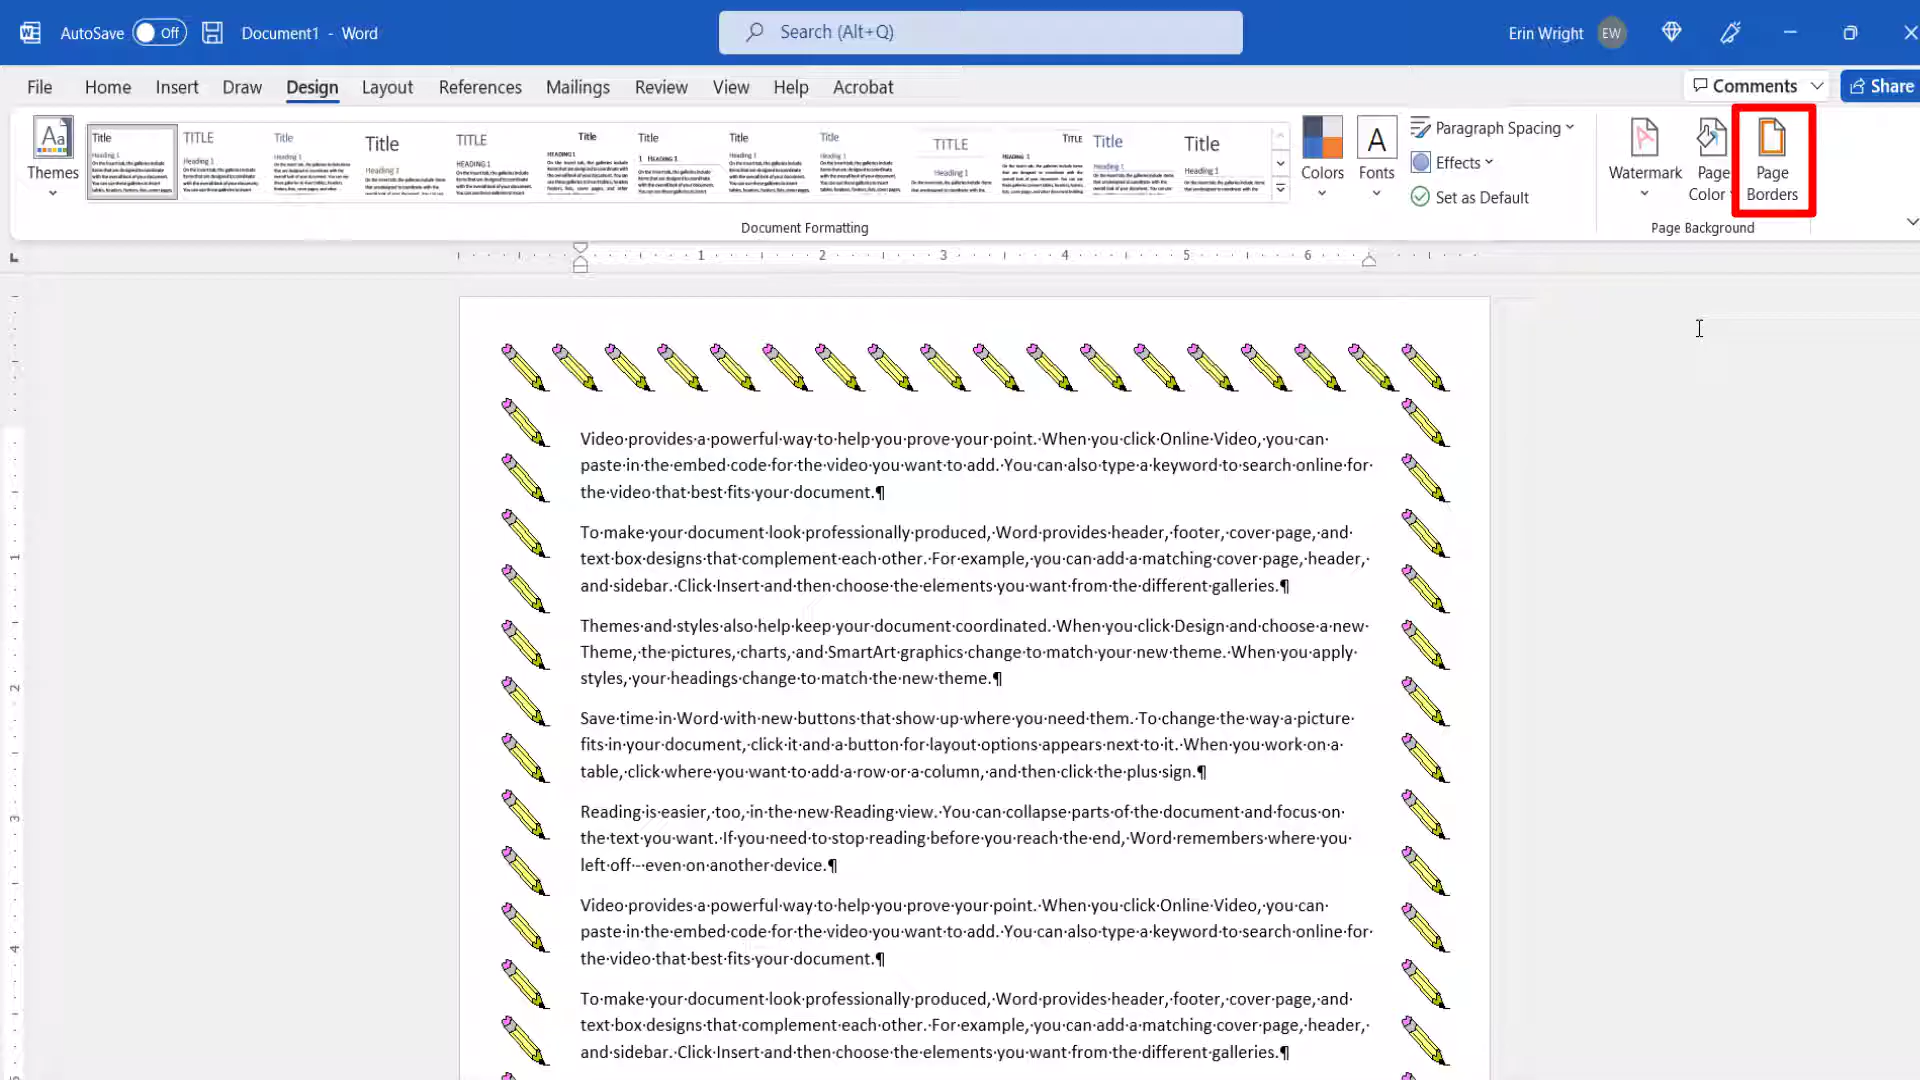 AutoSave Off Document1 - Word Search (Alt+Q) Erin Wright EW
File Home Insert Draw Design Layout References Mailings Review View Help Acrobat Comments Share
Themes
Title TITLE Title Title TITLE Title Title Title Title TITLE TITLE Title Title
Heading 1 Heading 1 Heading 1 Heading 1 HEADING 1 HEADING 1 1 HEADING 1 Heading 1 Heading 1 Heading 1 HEADING 1 Heading 1 Heading 1
Colors Fonts
Paragraph Spacing
Effects
Set as Default
Watermark Page Color Page Borders
Document Formatting Page Background
1 2 3 4 5 6
Video·provides·a·powerful·way·to·help·you·prove·your·point.·When·you·click·Online·Video,·you·can·
paste·in·the·embed·code·for·the·video·you·want·to·add.·You·can·also·type·a·keyword·to·search·online·for·
the·video·that·best·fits·your·document.¶
To·make·your·document·look·professionally·produced,·Word·provides·header,·footer,·cover·page,·and·
text·box·designs·that·complement·each·other.·For·example,·you·can·add·a·matching·cover·page,·header,·
and·sidebar.·Click·Insert·and·then·choose·the·elements·you·want·from·the·different·galleries.¶
Themes·and·styles·also·help·keep·your·document·coordinated.·When·you·click·Design·and·choose·a·new·
Theme,·the·pictures,·charts,·and·SmartArt·graphics·change·to·match·your·new·theme.·When·you·apply·
styles,·your·headings·change·to·match·the·new·theme.¶
Save·time·in·Word·with·new·buttons·that·show·up·where·you·need·them.·To·change·the·way·a·picture·
fits·in·your·document,·click·it·and·a·button·for·layout·options·appears·next·to·it.·When·you·work·on·a·
table,·click·where·you·want·to·add·a·row·or·a·column,·and·then·click·the·plus·sign.¶
Reading·is·easier,·too,·in·the·new·Reading·view.·You·can·collapse·parts·of·the·document·and·focus·on·
the·text·you·want.·If·you·need·to·stop·reading·before·you·reach·the·end,·Word·remembers·where·you·
left·off·-·even·on·another·device.¶
Video·provides·a·powerful·way·to·help·you·prove·your·point.·When·you·click·Online·Video,·you·can·
paste·in·the·embed·code·for·the·video·you·want·to·add.·You·can·also·type·a·keyword·to·search·online·for·
the·video·that·best·fits·your·document.¶
To·make·your·document·look·professionally·produced,·Word·provides·header,·footer,·cover·page,·and·
text·box·designs·that·complement·each·other.·For·example,·you·can·add·a·matching·cover·page,·header,·
and·sidebar.·Click·Insert·and·then·choose·the·elements·you·want·from·the·different·galleries.¶
1
2
3
4